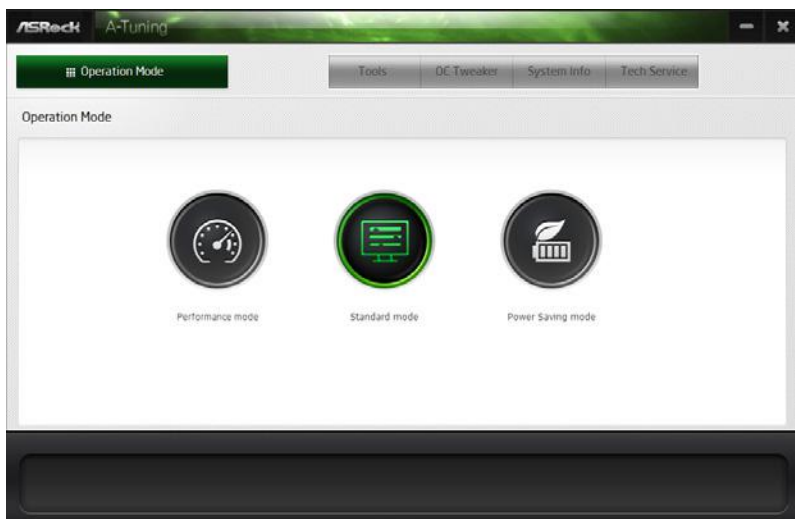 ASRock A-Tuning
Operation Mode Tools OC Tweaker System Info Tech Service
Operation Mode
Performance mode Standard mode Power Saving mode